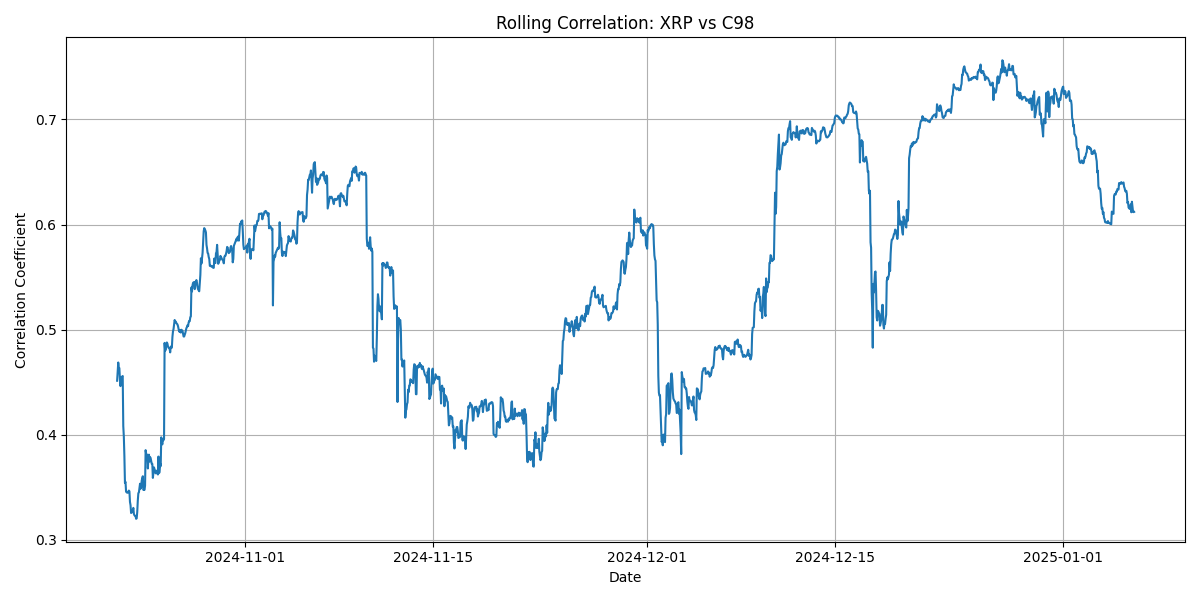 Rolling Correlation: XRP vs C98
Correlation Coefficient
0.7
0.6
0.5
0.4
0.3
2024-11-01 2024-11-15 2024-12-01 2024-12-15 2025-01-01
Date